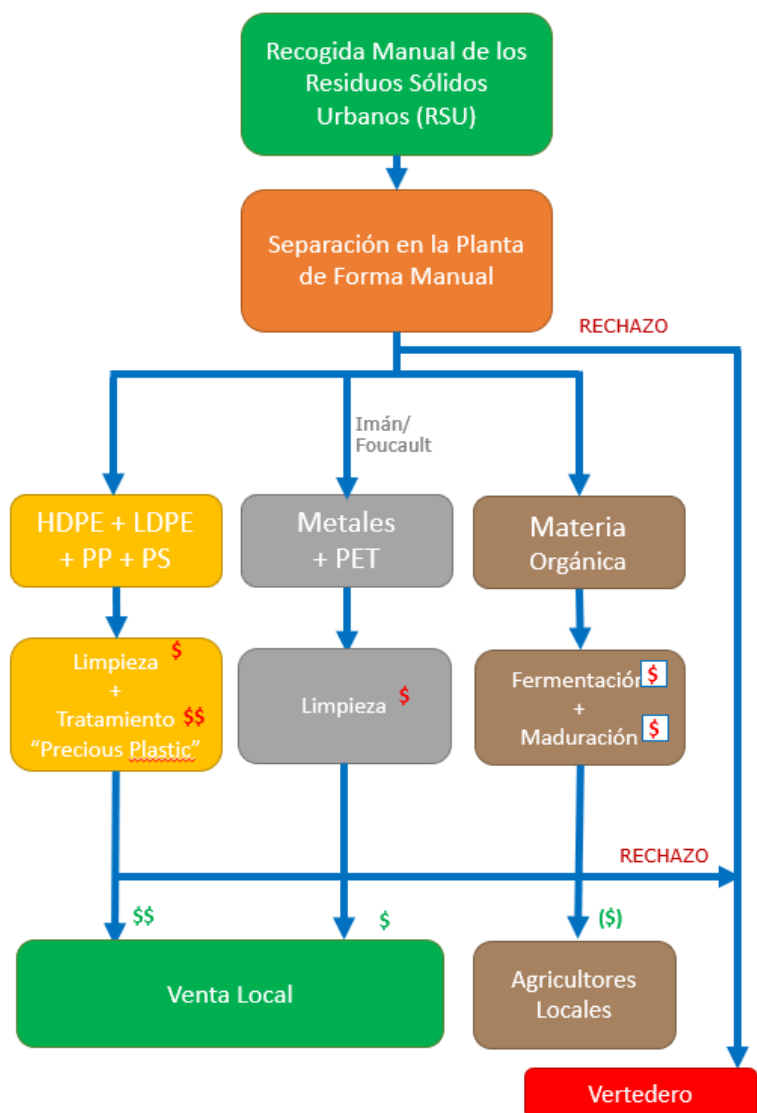 Recogida Manual de los
Residuos Sólidos
Urbanos (RSU)
Separación en la Planta
de Forma Manual
RECHAZO
Imán/
Foucault
HDPE + LDPE
+ PP + PS
Metales
+ PET
Materia
Orgánica
Limpieza $
+
Tratamiento $$
“Precious Plastic”
Limpieza $
Fermentación $
+
Maduración $
RECHAZO
$$
$
($)
Venta Local
Agricultores
Locales
Vertedero